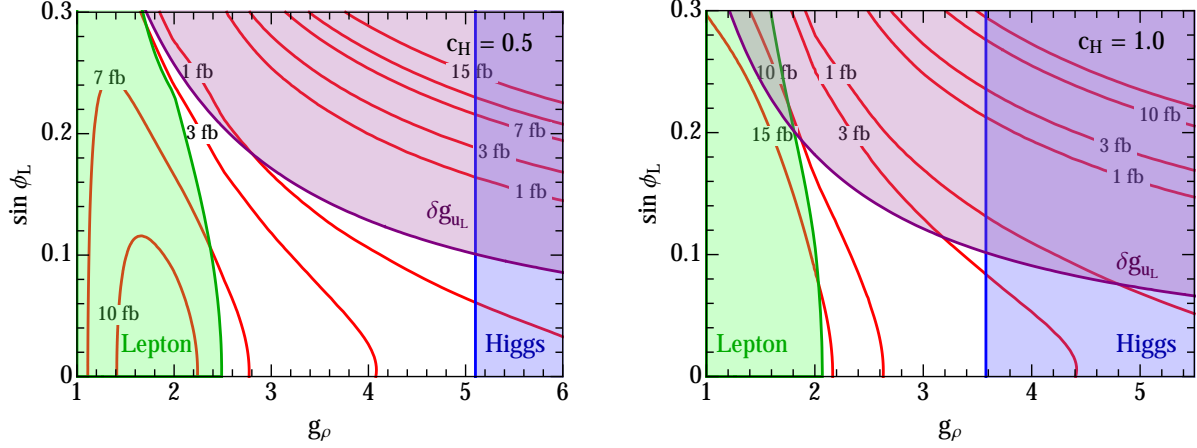 c_H = 0.5
7 fb
1 fb
15 fb
3 fb
7 fb
3 fb
1 fb
δg_{u_L}
10 fb
Lepton
Higgs
sin ϕ_L
0.3
0.2
0.1
0
1 2 3 4 5 6
g_ρ
c_H = 1.0
10 fb
1 fb
15 fb
3 fb
10 fb
3 fb
1 fb
δg_{u_L}
Lepton
Higgs
sin ϕ_L
0.3
0.2
0.1
0
1 2 3 4 5
g_ρ